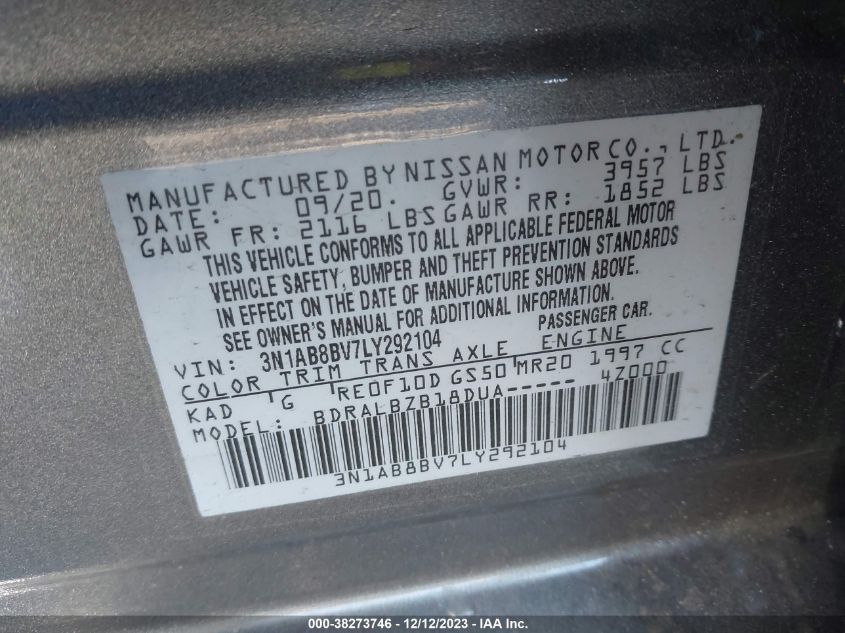 MANUFACTURED BY NISSAN MOTOR CO., LTD.
DATE: 09/20. GVWR: 3957 LBS
GAWR FR: 2116 LBS GAWR RR: 1852 LBS
THIS VEHICLE CONFORMS TO ALL APPLICABLE FEDERAL MOTOR
VEHICLE SAFETY, BUMPER AND THEFT PREVENTION STANDARDS
IN EFFECT ON THE DATE OF MANUFACTURE SHOWN ABOVE.
SEE OWNER'S MANUAL FOR ADDITIONAL INFORMATION.
VIN: 3N1AB8BV7LY292104 PASSENGER CAR.
COLOR TRIM TRANS AXLE ENGINE
KAD G RE0F10D GS50 MR20 1997 CC
MODEL: BDRALBZB18DUA----- 4Z000
3N1AB8BV7LY292104
000-38273746 - 12/12/2023 - IAA Inc.